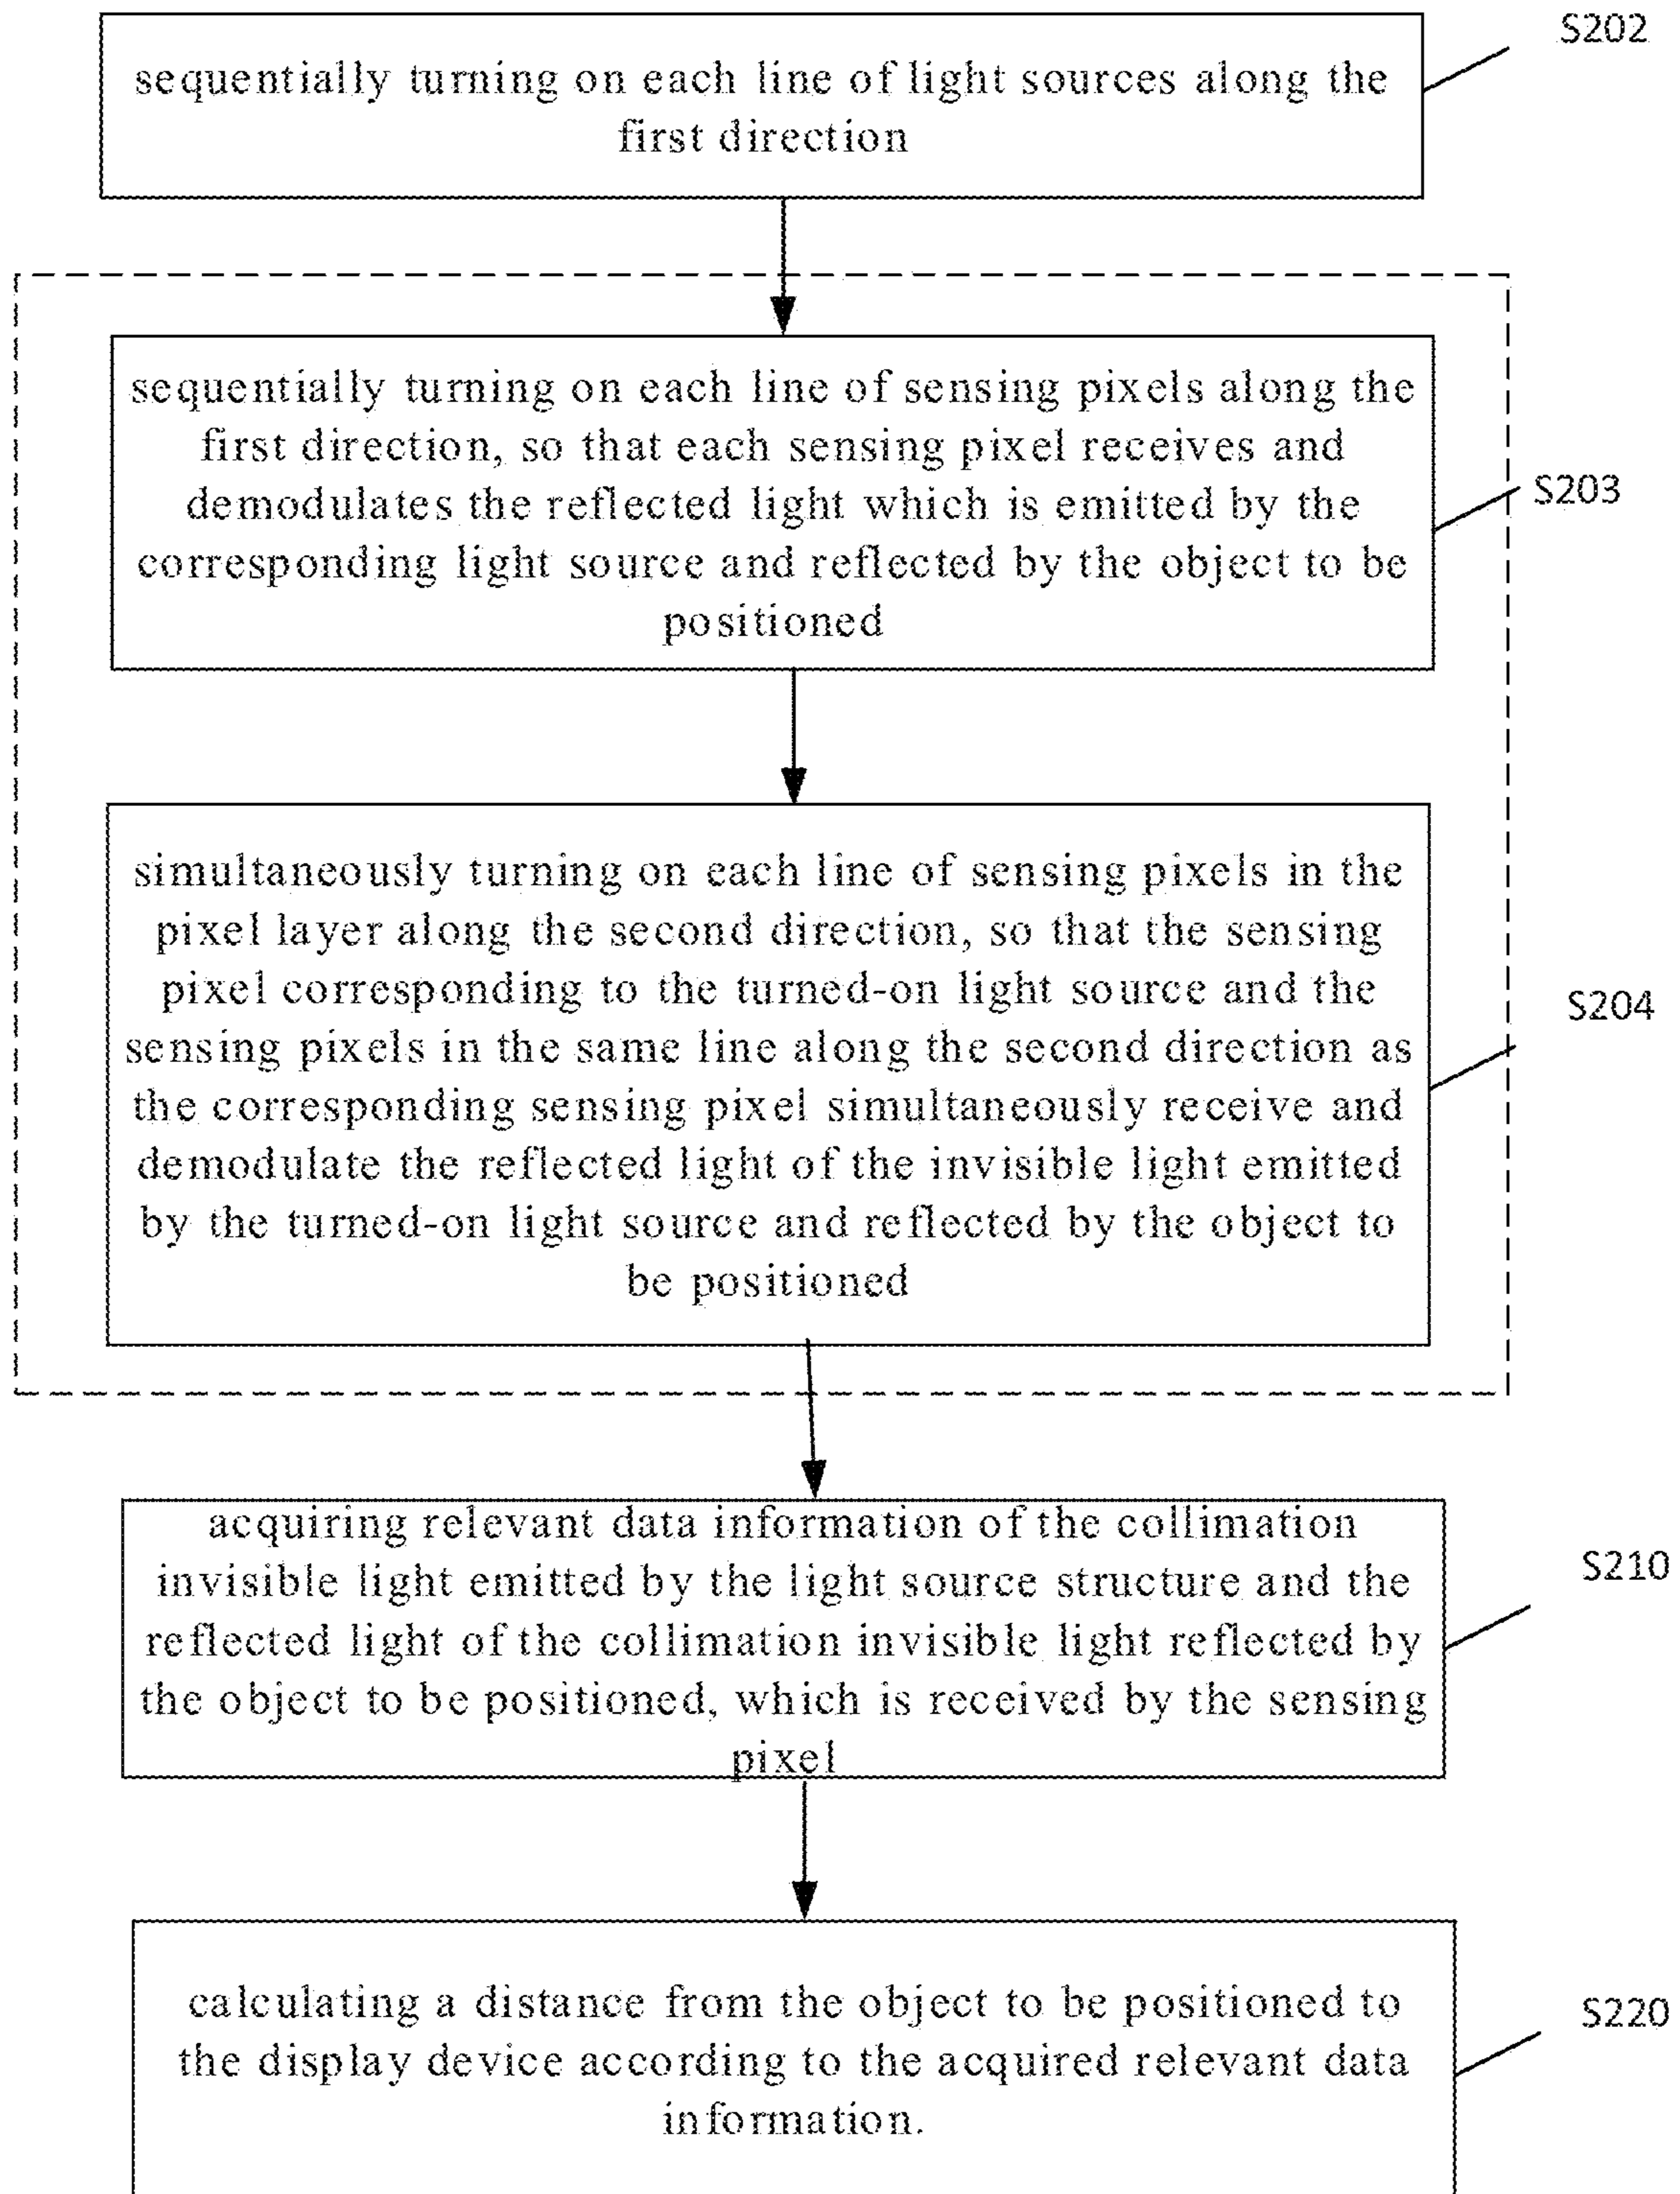 S202
sequentially turning on each line of light sources along the
first direction
sequentially turning on each line of sensing pixels along the
first direction, so that each sensing pixel receives and
demodulates the reflected light which is emitted by the
corresponding light source and reflected by the object to be
positioned
S203
simultaneously turning on each line of sensing pixels in the
pixel layer along the second direction, so that the sensing
pixel corresponding to the turned-on light source and the
sensing pixels in the same line along the second direction as
the corresponding sensing pixel simultaneously receive and
demodulate the reflected light of the invisible light emitted
by the turned-on light source and reflected by the object to
be positioned
S204
acquiring relevant data information of the collimation
invisible light emitted by the light source structure and the
reflected light of the collimation invisible light reflected by
the object to be positioned, which is received by the sensing
pixel
S210
calculating a distance from the object to be positioned to
the display device according to the acquired relevant data
information.
S220